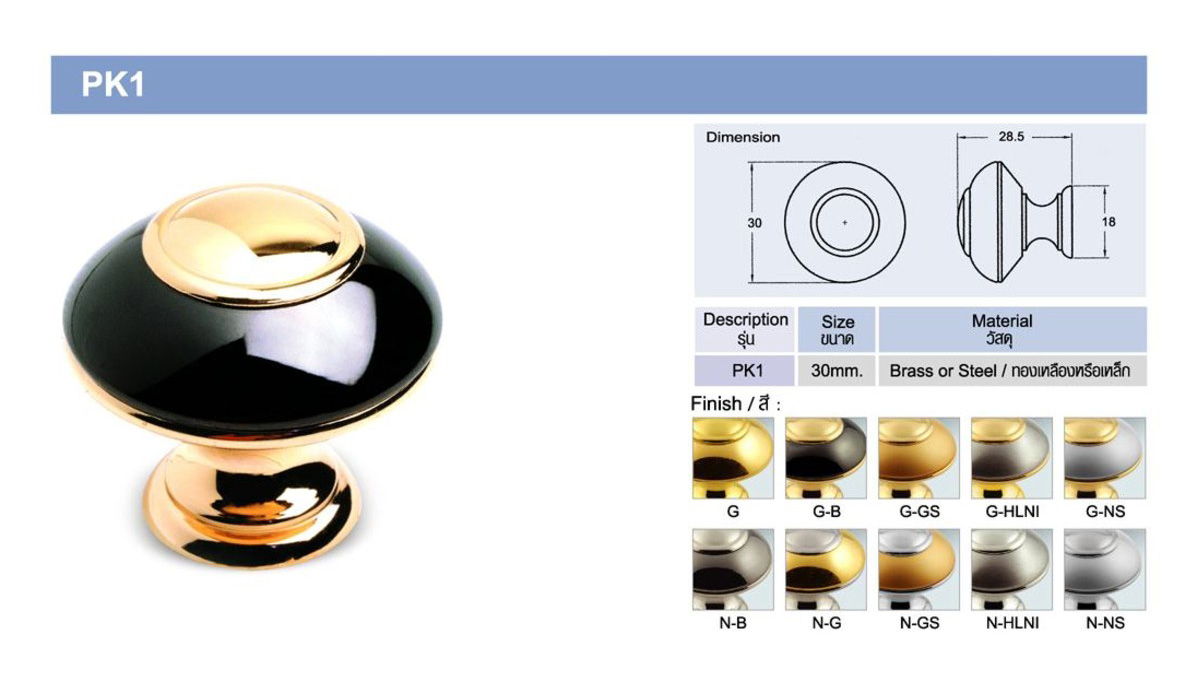 PK1
Dimension
28.5
30
18
Description Size Material
รุ่น ขนาด วัสดุ
PK1 30mm. Brass or Steel / ทองเหลืองหรือเหล็ก
Finish / สี :
G G-B G-GS G-HLNI G-NS
N-B N-G N-GS N-HLNI N-NS